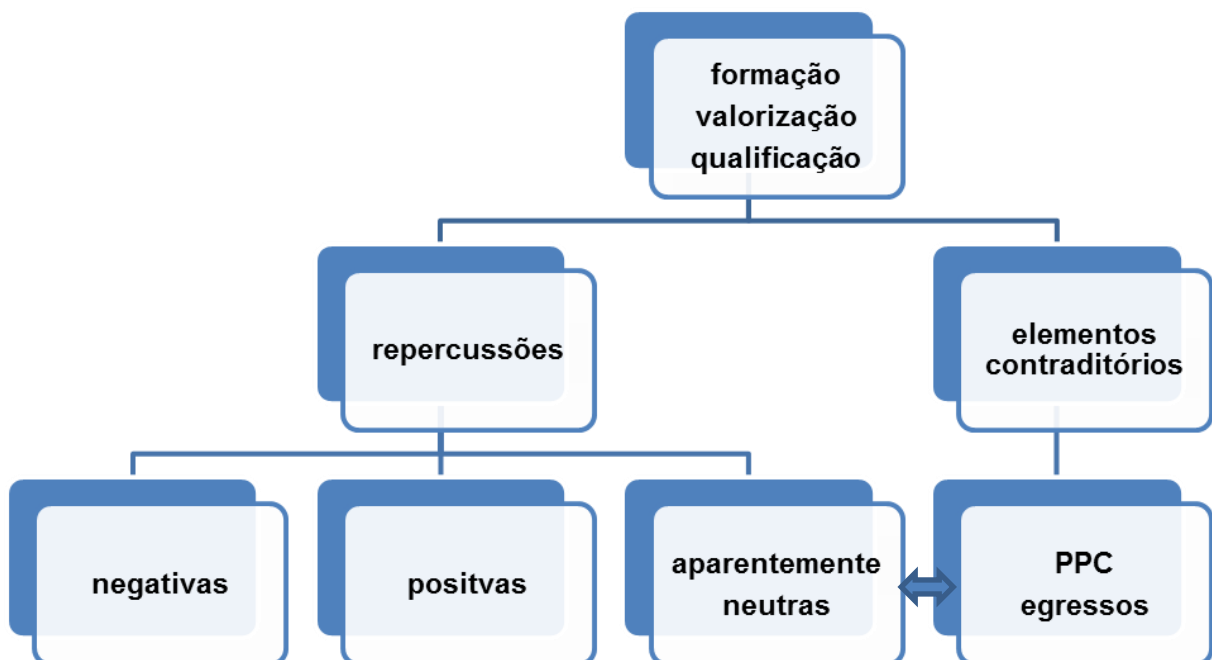 formação
valorização
qualificação
repercussões
elementos
contraditórios
negativas
positvas
aparentemente
neutras
PPC
egressos